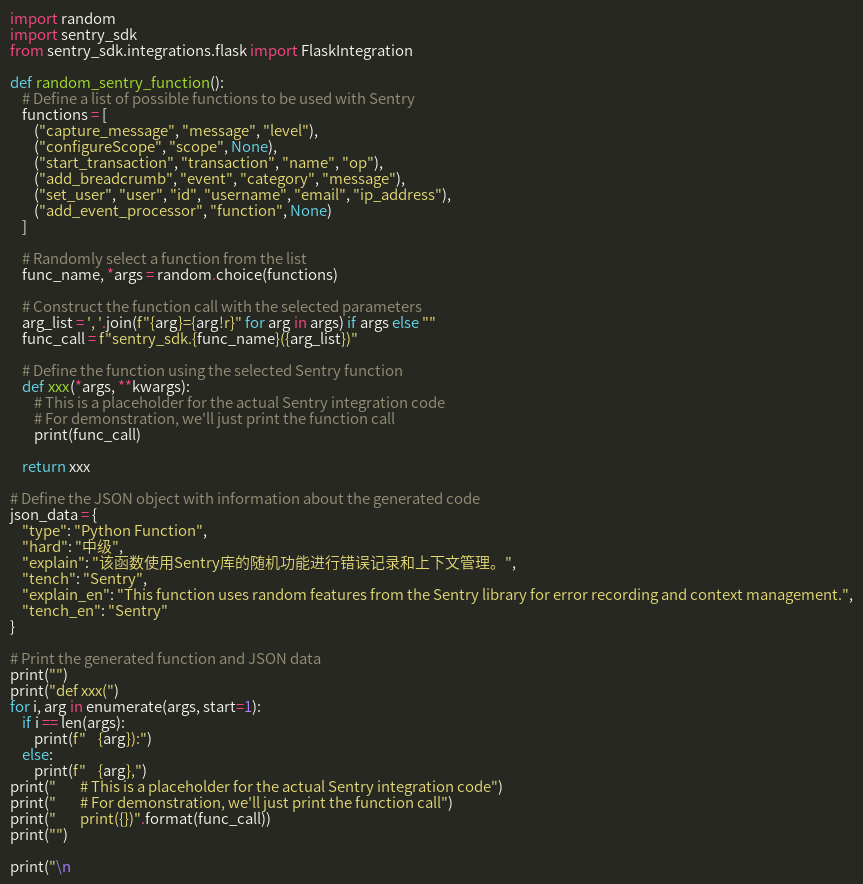 import random
import sentry_sdk
from sentry_sdk.integrations.flask import FlaskIntegration

def random_sentry_function():
    # Define a list of possible functions to be used with Sentry
    functions = [
        ("capture_message", "message", "level"),
        ("configureScope", "scope", None),
        ("start_transaction", "transaction", "name", "op"),
        ("add_breadcrumb", "event", "category", "message"),
        ("set_user", "user", "id", "username", "email", "ip_address"),
        ("add_event_processor", "function", None)
    ]

    # Randomly select a function from the list
    func_name, *args = random.choice(functions)

    # Construct the function call with the selected parameters
    arg_list = ', '.join(f"{arg}={arg!r}" for arg in args) if args else ""
    func_call = f"sentry_sdk.{func_name}({arg_list})"

    # Define the function using the selected Sentry function
    def xxx(*args, **kwargs):
        # This is a placeholder for the actual Sentry integration code
        # For demonstration, we'll just print the function call
        print(func_call)

    return xxx

# Define the JSON object with information about the generated code
json_data = {
    "type": "Python Function",
    "hard": "中级",
    "explain": "该函数使用Sentry库的随机功能进行错误记录和上下文管理。",
    "tench": "Sentry",
    "explain_en": "This function uses random features from the Sentry library for error recording and context management.",
    "tench_en": "Sentry"
}

# Print the generated function and JSON data
print("")
print("def xxx(")
for i, arg in enumerate(args, start=1):
    if i == len(args):
        print(f"    {arg}):")
    else:
        print(f"    {arg},")
print("        # This is a placeholder for the actual Sentry integration code")
print("        # For demonstration, we'll just print the function call")
print("        print({})".format(func_call))
print("")

print("\n